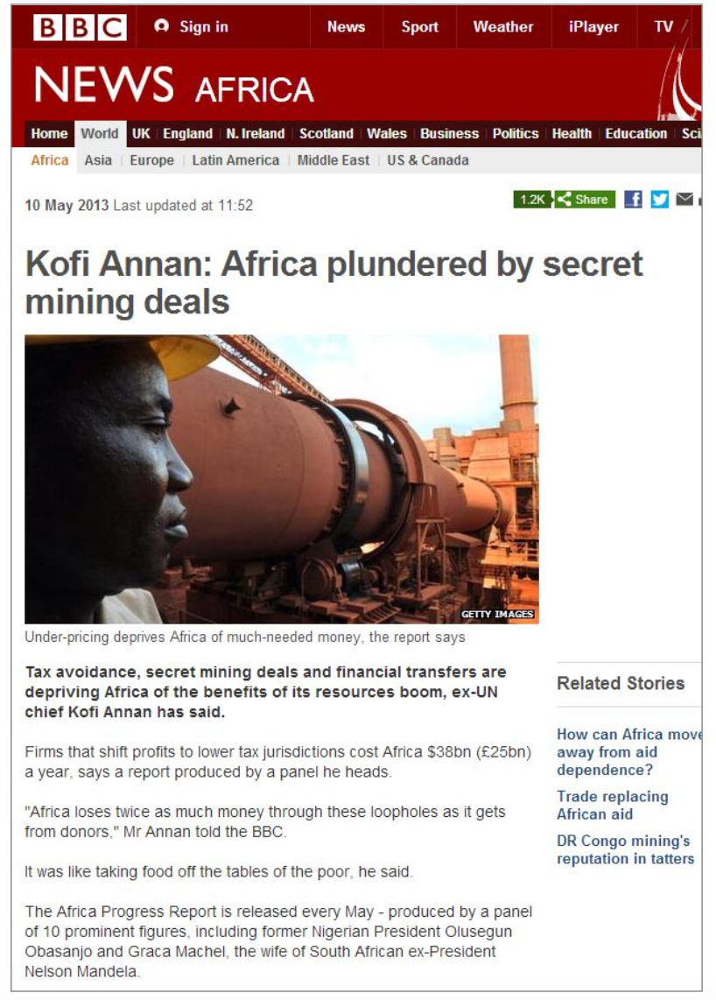 BBC Sign in News Sport Weather iPlayer TV
NEWS AFRICA
Home World UK England N. Ireland Scotland Wales Business Politics Health Education Sci
Africa Asia Europe Latin America Middle East US & Canada
10 May 2013 Last updated at 11:52
1.2K Share
Kofi Annan: Africa plundered by secret
mining deals
GETTY IMAGES
Under-pricing deprives Africa of much-needed money, the report says
Tax avoidance, secret mining deals and financial transfers are
depriving Africa of the benefits of its resources boom, ex-UN
chief Kofi Annan has said.
Firms that shift profits to lower tax jurisdictions cost Africa $38bn (£25bn)
a year, says a report produced by a panel he heads.
"Africa loses twice as much money through these loopholes as it gets
from donors," Mr Annan told the BBC.
It was like taking food off the tables of the poor, he said.
The Africa Progress Report is released every May - produced by a panel
of 10 prominent figures, including former Nigerian President Olusegun
Obasanjo and Graca Machel, the wife of South African ex-President
Nelson Mandela.
Related Stories
How can Africa move
away from aid
dependence?
Trade replacing
African aid
DR Congo mining's
reputation in tatters